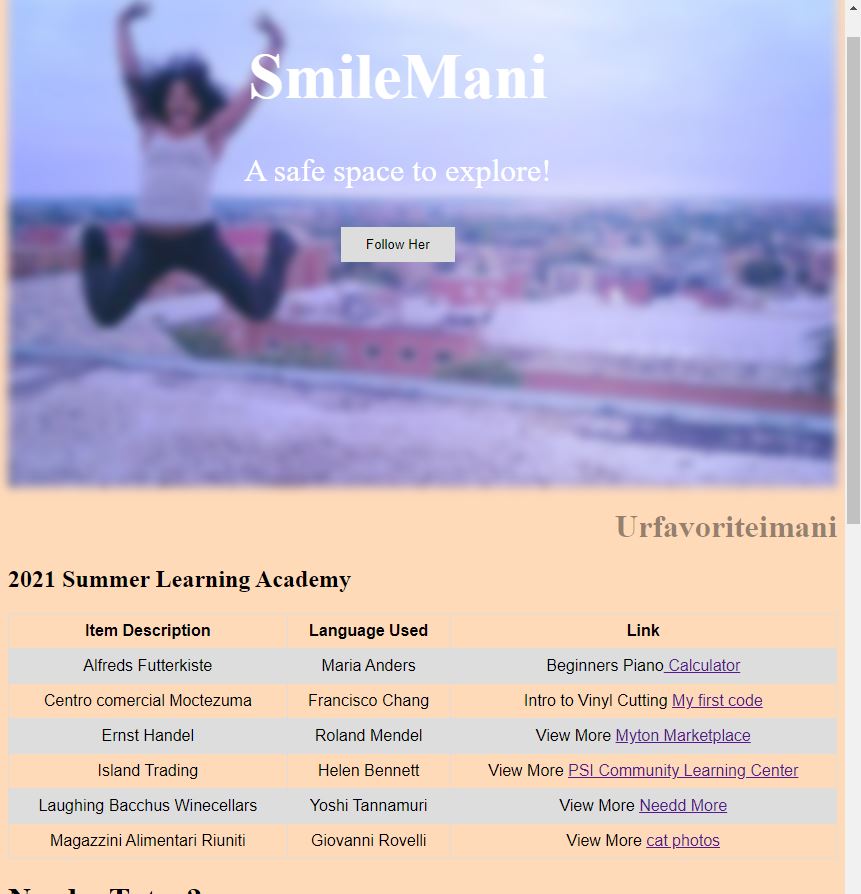 SmileMani
A safe space to explore!
Follow Her
Urfavoriteimani
2021 Summer Learning Academy
Item Description Language Used Link
Alfreds Futterkiste Maria Anders Beginners Piano Calculator
Centro comercial Moctezuma Francisco Chang Intro to Vinyl Cutting My first code
Ernst Handel Roland Mendel View More Myton Marketplace
Island Trading Helen Bennett View More PSI Community Learning Center
Laughing Bacchus Winecellars Yoshi Tannamuri View More Needd More
Magazzini Alimentari Riuniti Giovanni Rovelli View More cat photos